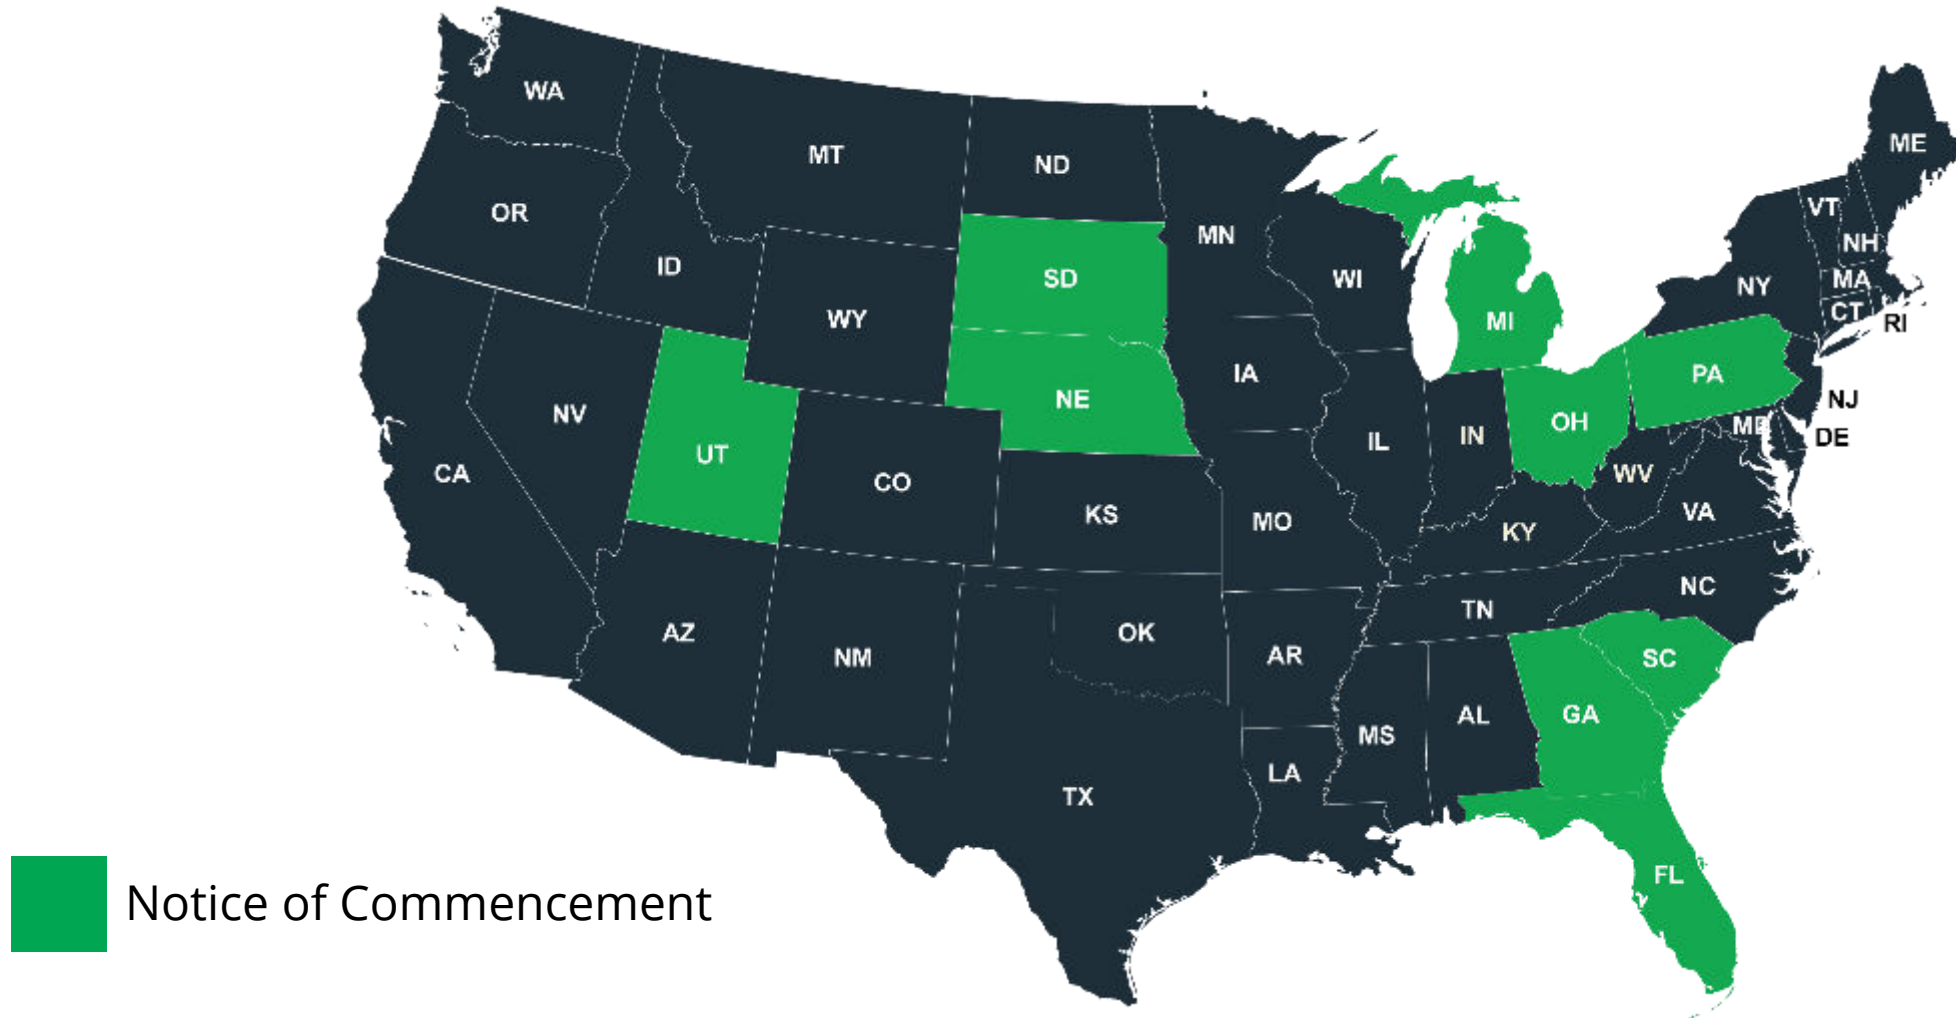 WA
MT
ND
ME
OR
ID
MN
VT
NH
SD
WI
NY
MA
WY
CT
RI
MI
IA
PA
NE
NJ
NV
OH
MD
DE
UT
IL
IN
CA
CO
WV
KS
MO
VA
KY
NC
TN
AZ
OK
NM
AR
SC
AL
GA
MS
LA
TX
FL
Notice of Commencement